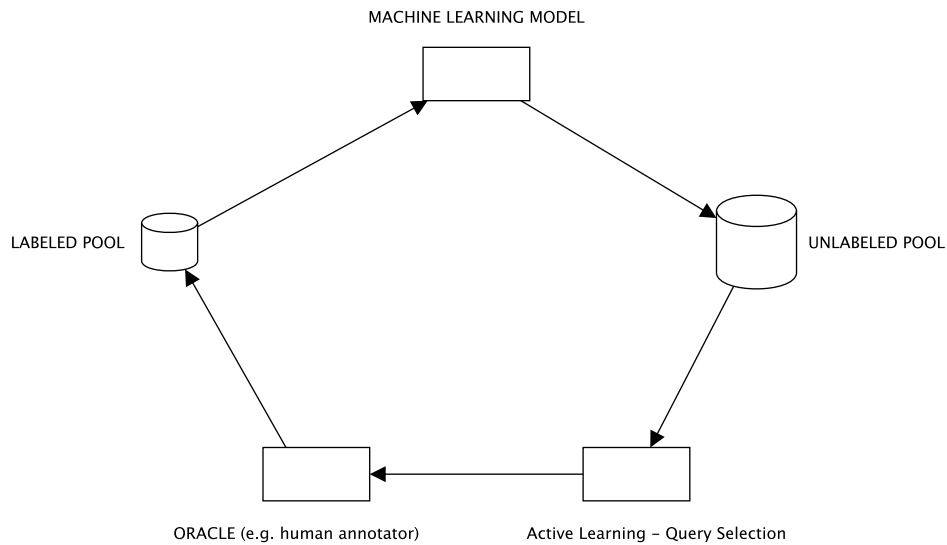 MACHINE LEARNING MODEL
LABELED POOL
UNLABELED POOL
ORACLE (e.g. human annotator)
Active Learning – Query Selection